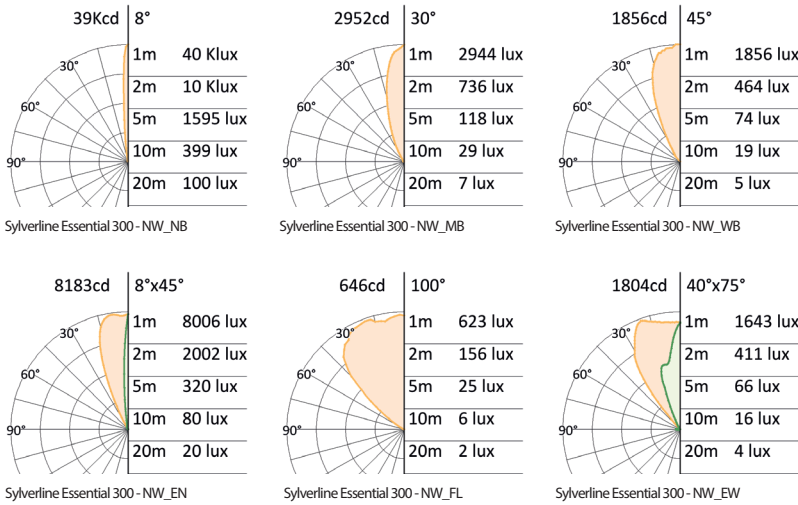 39Kcd 8°
1m 40 Klux
30°
2m 10 Klux
60°
5m 1595 lux
90°
10m 399 lux
20m 100 lux
Sylverline Essential 300 - NW_NB
2952cd 30°
1m 2944 lux
30°
2m 736 lux
60°
5m 118 lux
90°
10m 29 lux
20m 7 lux
Sylverline Essential 300 - NW_MB
1856cd 45°
1m 1856 lux
30°
2m 464 lux
60°
5m 74 lux
90°
10m 19 lux
20m 5 lux
Sylverline Essential 300 - NW_WB
8183cd 8°x45°
1m 8006 lux
30°
2m 2002 lux
60°
5m 320 lux
90°
10m 80 lux
20m 20 lux
Sylverline Essential 300 - NW_EN
646cd 100°
1m 623 lux
30°
2m 156 lux
60°
5m 25 lux
90°
10m 6 lux
20m 2 lux
Sylverline Essential 300 - NW_FL
1804cd 40°x75°
1m 1643 lux
30°
2m 411 lux
60°
5m 66 lux
90°
10m 16 lux
20m 4 lux
Sylverline Essential 300 - NW_EW